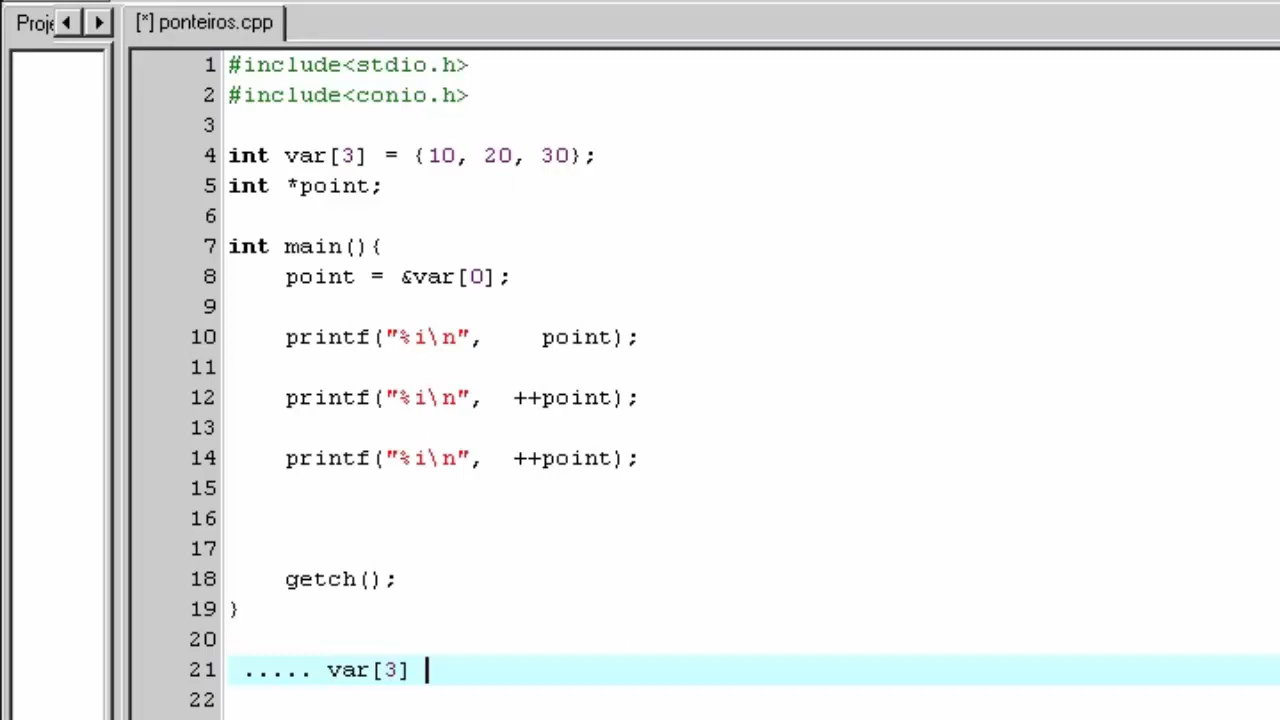 Proje
[*] ponteiros.cpp
1 #include<stdio.h>
2 #include<conio.h>
3
4 int var[3] = {10, 20, 30};
5 int *point;
6
7 int main(){
8     point = &var[0];
9
10     printf("%i\n",    point);
11
12     printf("%i\n",  ++point);
13
14     printf("%i\n",  ++point);
15
16
17
18     getch();
19 }
20
21 ..... var[3]
22